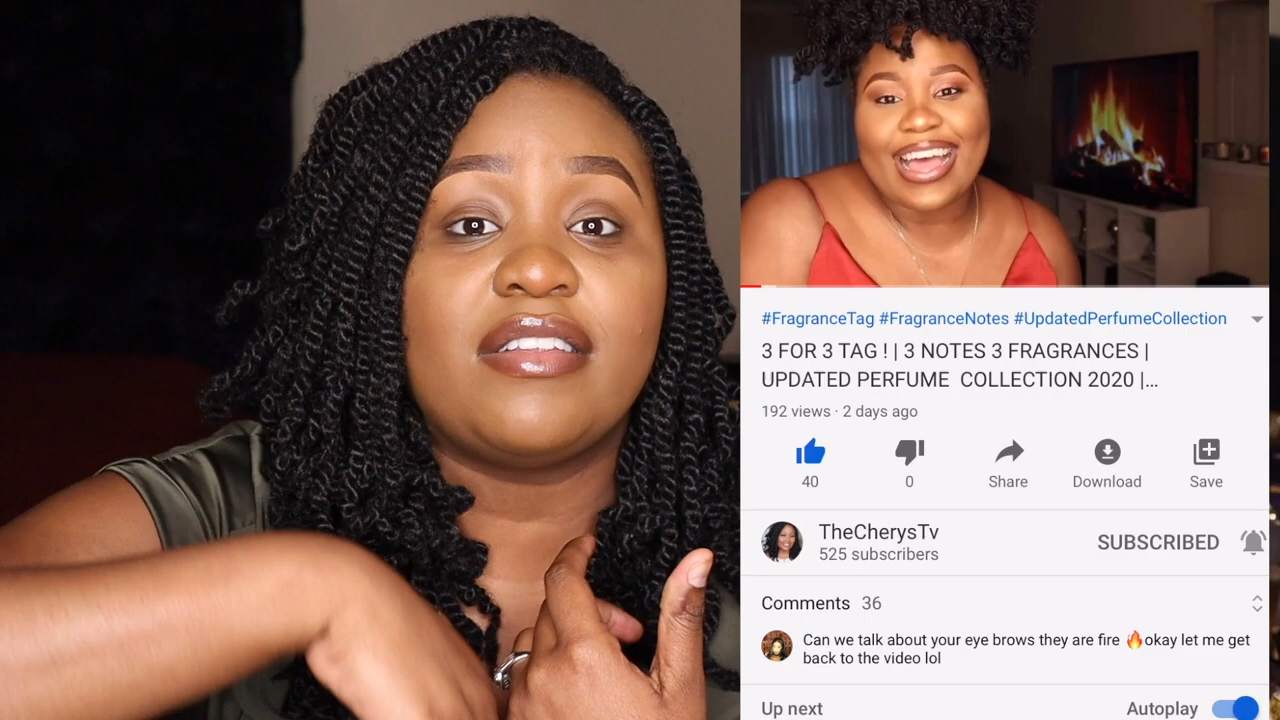 #FragranceTag #FragranceNotes #UpdatedPerfumeCollection
3 FOR 3 TAG ! | 3 NOTES 3 FRAGRANCES |
UPDATED PERFUME COLLECTION 2020 |...
192 views · 2 days ago
40 0 Share Download Save
TheCherysTv
525 subscribers
SUBSCRIBED
Comments 36
Can we talk about your eye brows they are fire 🔥okay let me get
back to the video lol
Up next Autoplay